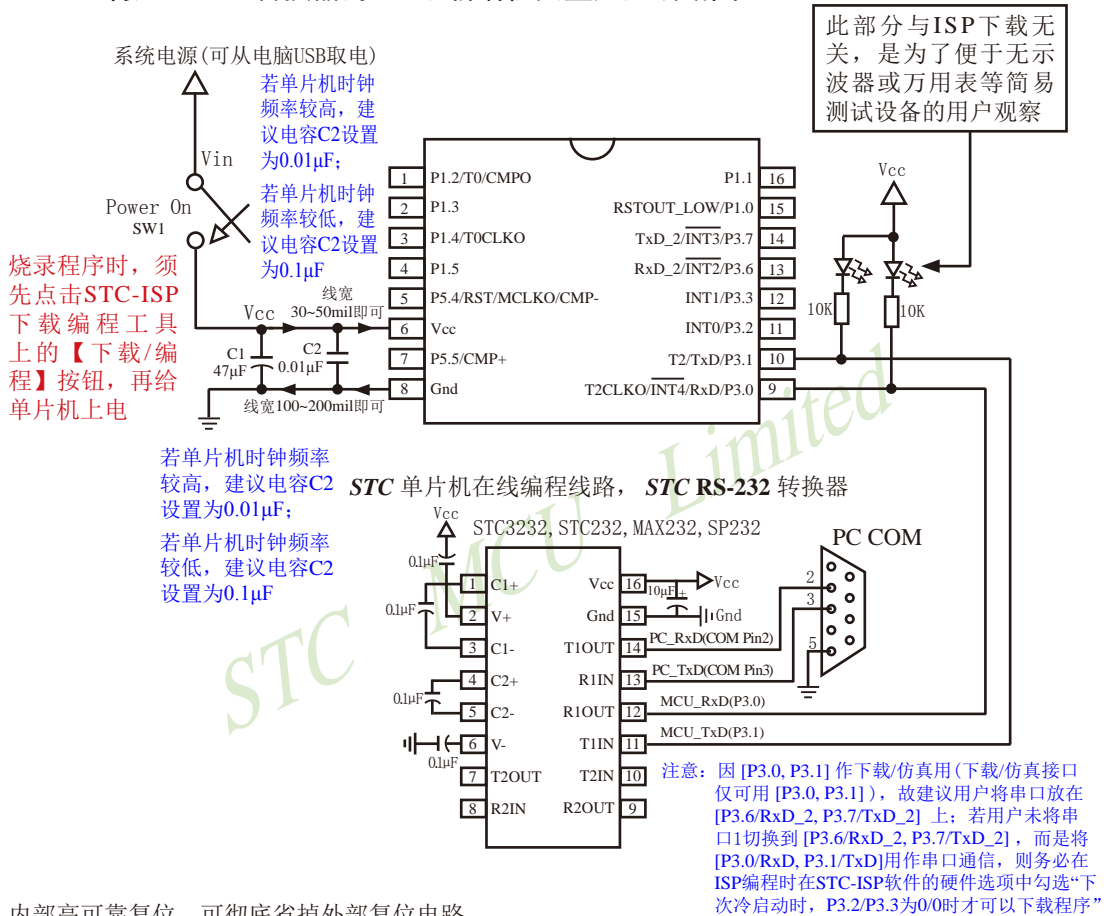 此部分与ISP下载无
关，是为了便于无示
波器或万用表等简易
测试设备的用户观察
系统电源(可从电脑USB取电)
若单片机时钟
频率较高，建
议电容C2设置
为0.01μF;
若单片机时钟
频率较低，建
议电容C2设置
为0.1μF
Vin
Power On
SW1
烧录程序时，须
先点击STC-ISP
下载编程工具
上的【下载/编
程】按钮，再给
单片机上电
Vcc
线宽
30~50mil即可
C1
47μF
C2
0.01μF
线宽100~200mil即可
1 P1.2/T0/CMPO
2 P1.3
3 P1.4/T0CLKO
4 P1.5
5 P5.4/RST/MCLKO/CMP-
6 Vcc
7 P5.5/CMP+
8 Gnd
P1.1 16
RSTOUT_LOW/P1.0 15
TxD_2/INT3/P3.7 14
RxD_2/INT2/P3.6 13
INT1/P3.3 12
INT0/P3.2 11
T2/TxD/P3.1 10
T2CLKO/INT4/RxD/P3.0 9
Vcc
10K
10K
若单片机时钟频率
较高，建议电容C2
设置为0.01μF;
若单片机时钟频率
较低，建议电容C2
设置为0.1μF
STC 单片机在线编程线路， STC RS-232 转换器
STC3232,STC232,MAX232,SP232
Vcc
0.1μF
0.1μF
0.1μF
0.1μF
1 C1+
2 V+
3 C1-
4 C2+
5 C2-
6 V-
7 T2OUT
8 R2IN
Vcc 16
Gnd 15
T1OUT 14
R1IN 13
R1OUT 12
T1IN 11
T2IN 10
R2OUT 9
10μF +
Vcc
Gnd
PC_RxD(COM Pin2)
PC_TxD(COM Pin3)
MCU_RxD(P3.0)
MCU_TxD(P3.1)
PC COM
2
3
5
注意：因 [P3.0, P3.1] 作下载/仿真用(下载/仿真接口
仅可用 [P3.0, P3.1] )，故建议用户将串口放在
[P3.6/RxD_2, P3.7/TxD_2] 上；若用户未将串
口1切换到 [P3.6/RxD_2, P3.7/TxD_2] ，而是将
[P3.0/RxD, P3.1/TxD]用作串口通信，则务必在
ISP编程时在STC-ISP软件的硬件选项中勾选“下
次冷启动时，P3.2/P3.3为0/0时才可以下载程序”
STC MCU Limited
内部高可靠复位，可彻底省掉外部复位电路